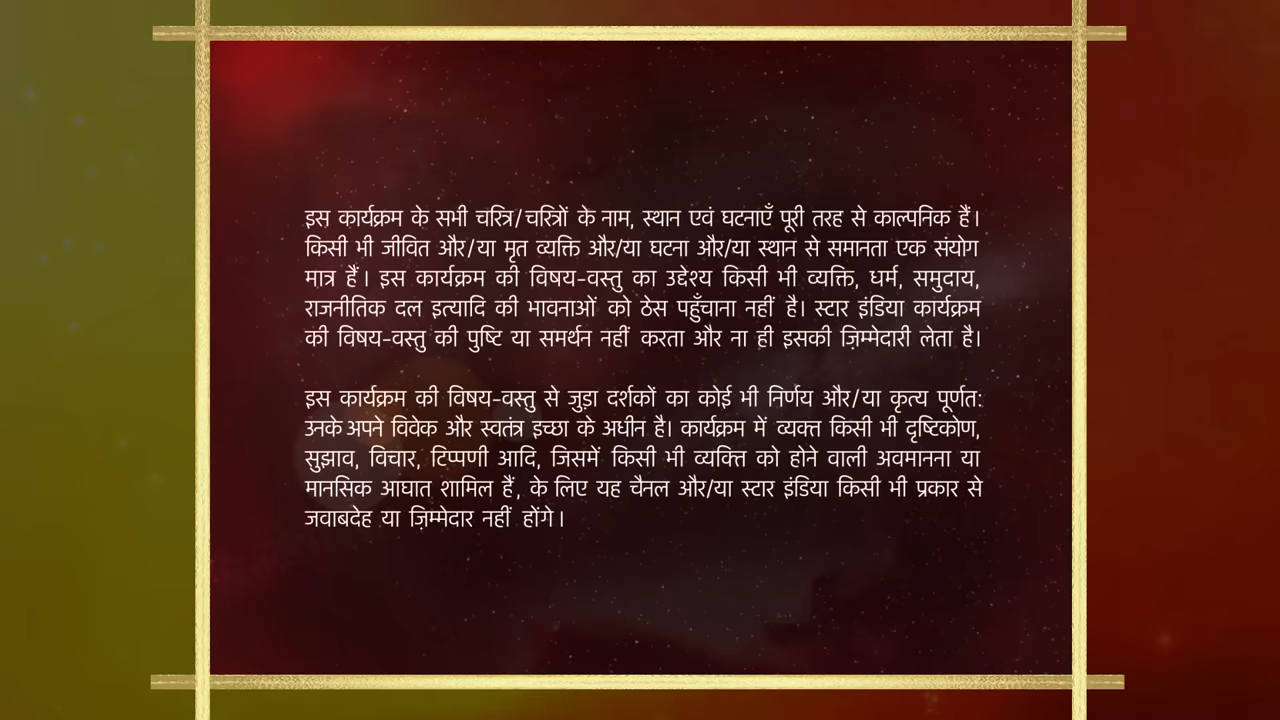 इस कार्यक्रम के सभी चरित्र/चरित्रों के नाम, स्थान एवं घटनाएँ पूरी तरह से काल्पनिक हैं।
किसी भी जीवित और/या मृत व्यक्ति और/या घटना और/या स्थान से समानता एक संयोग
मात्र हैं। इस कार्यक्रम की विषय-वस्तु का उद्देश्य किसी भी व्यक्ति, धर्म, समुदाय,
राजनीतिक दल इत्यादि की भावनाओं को ठेस पहुँचाना नहीं है। स्टार इंडिया कार्यक्रम
की विषय-वस्तु की पुष्टि या समर्थन नहीं करता और ना ही इसकी ज़िम्मेदारी लेता है।
इस कार्यक्रम की विषय-वस्तु से जुड़ा दर्शकों का कोई भी निर्णय और/या कृत्य पूर्णत:
उनके अपने विवेक और स्वतंत्र इच्छा के अधीन है। कार्यक्रम में व्यक्त किसी भी दृष्टिकोण,
सुझाव, विचार, टिप्पणी आदि, जिसमें किसी भी व्यक्ति को होने वाली अवमानना या
मानसिक आघात शामिल हैं, के लिए यह चैनल और/या स्टार इंडिया किसी भी प्रकार से
जवाबदेह या ज़िम्मेदार नहीं होंगे।